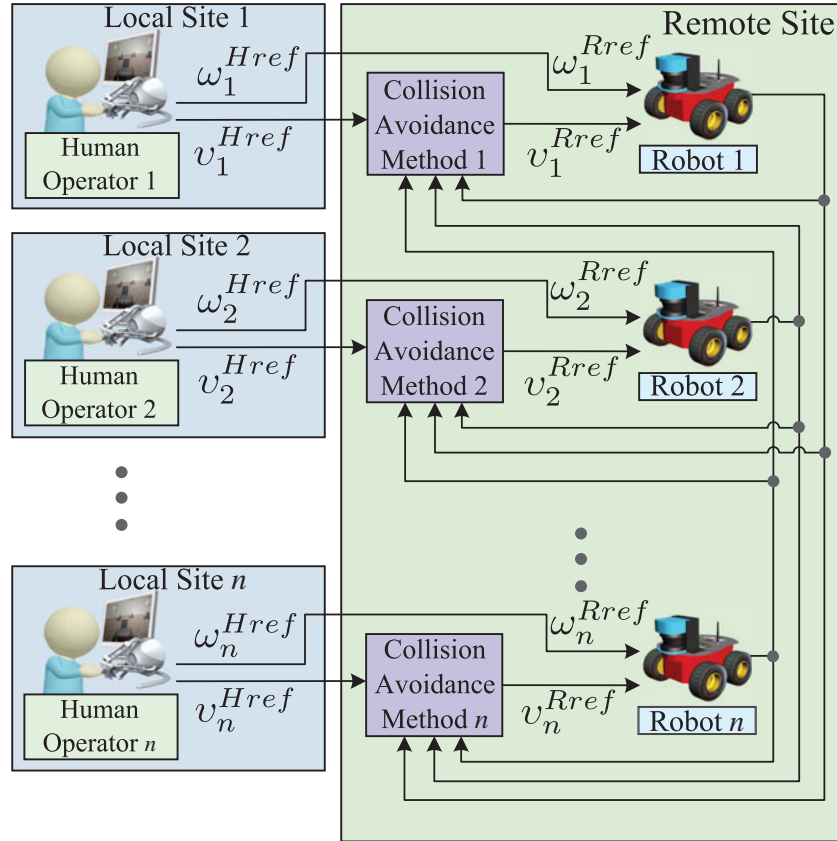 Local Site 1
Remote Site
ω₁^{Href}
ω₁^{Rref}
Collision
Avoidance
Method 1
υ₁^{Href}
υ₁^{Rref}
Human
Operator 1
Robot 1
Local Site 2
ω₂^{Href}
ω₂^{Rref}
Collision
Avoidance
Method 2
υ₂^{Href}
υ₂^{Rref}
Human
Operator 2
Robot 2
Local Site n
ωₙ^{Href}
ωₙ^{Rref}
Collision
Avoidance
Method n
υₙ^{Href}
υₙ^{Rref}
Human
Operator n
Robot n